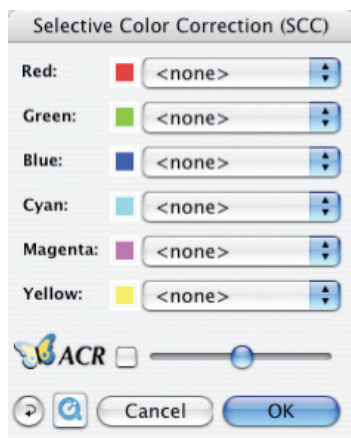 Selective Color Correction (SCC)
Red: <none>
Green: <none>
Blue: <none>
Cyan: <none>
Magenta: <none>
Yellow: <none>
ACR
Cancel OK